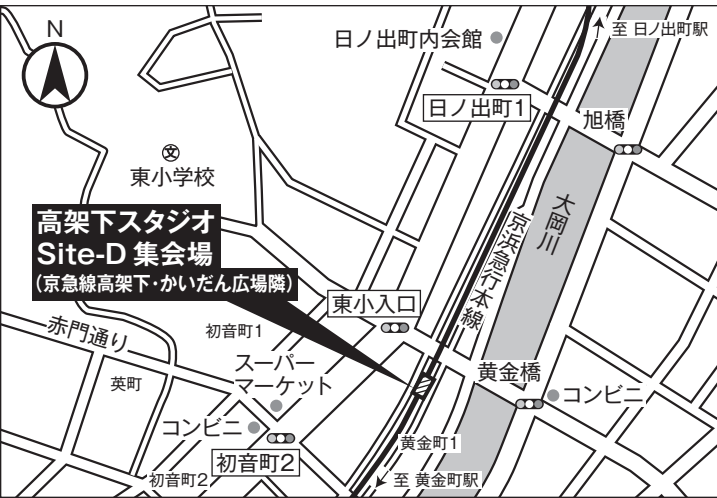 N
日ノ出町内会館
至 日ノ出町駅
日ノ出町1
旭橋
文
東小学校
大岡川
京浜急行本線
高架下スタジオ
Site-D 集会場
(京急線高架下・かいだん広場隣)
東小入口
赤門通り
初音町1
スーパー
マーケット
黄金橋
英町
コンビニ
コンビニ
黄金町1
初音町2
初音町2
至 黄金町駅